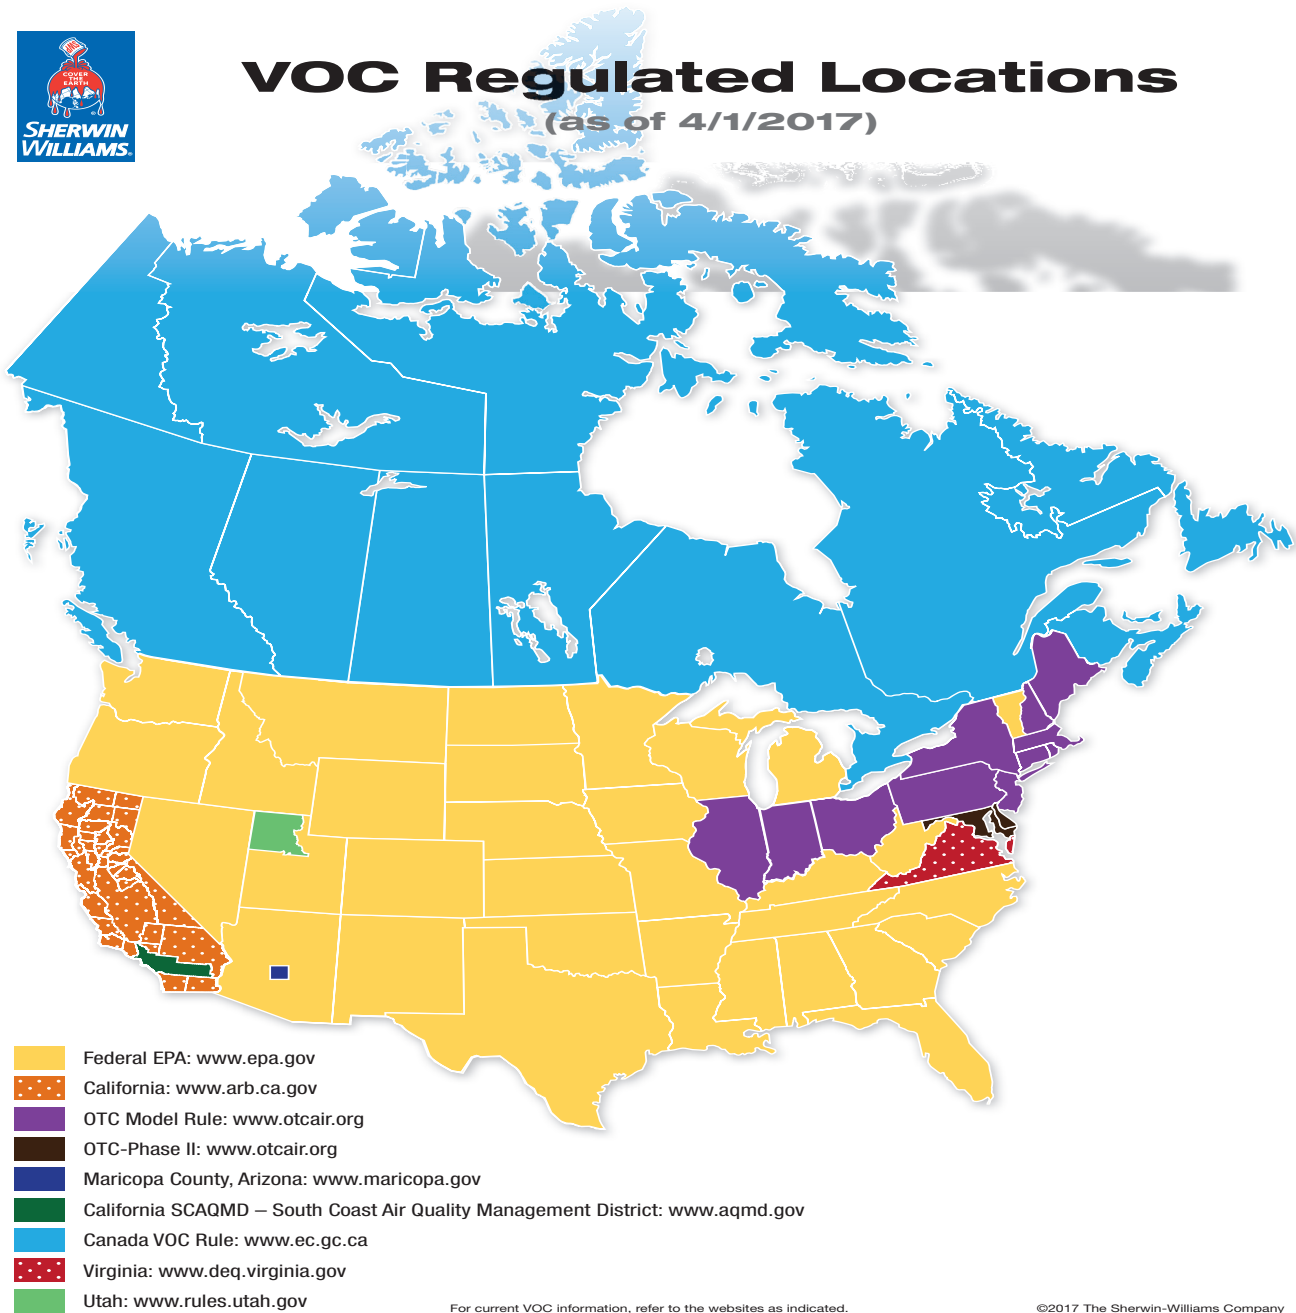 COVER
THE
EARTH
SHERWIN
WILLIAMS.
VOC Regulated Locations
(as of 4/1/2017)
Federal EPA: www.epa.gov
California: www.arb.ca.gov
OTC Model Rule: www.otcair.org
OTC-Phase II: www.otcair.org
Maricopa County, Arizona: www.maricopa.gov
California SCAQMD – South Coast Air Quality Management District: www.aqmd.gov
Canada VOC Rule: www.ec.gc.ca
Virginia: www.deq.virginia.gov
Utah: www.rules.utah.gov
For current VOC information, refer to the websites as indicated.
©2017 The Sherwin-Williams Company